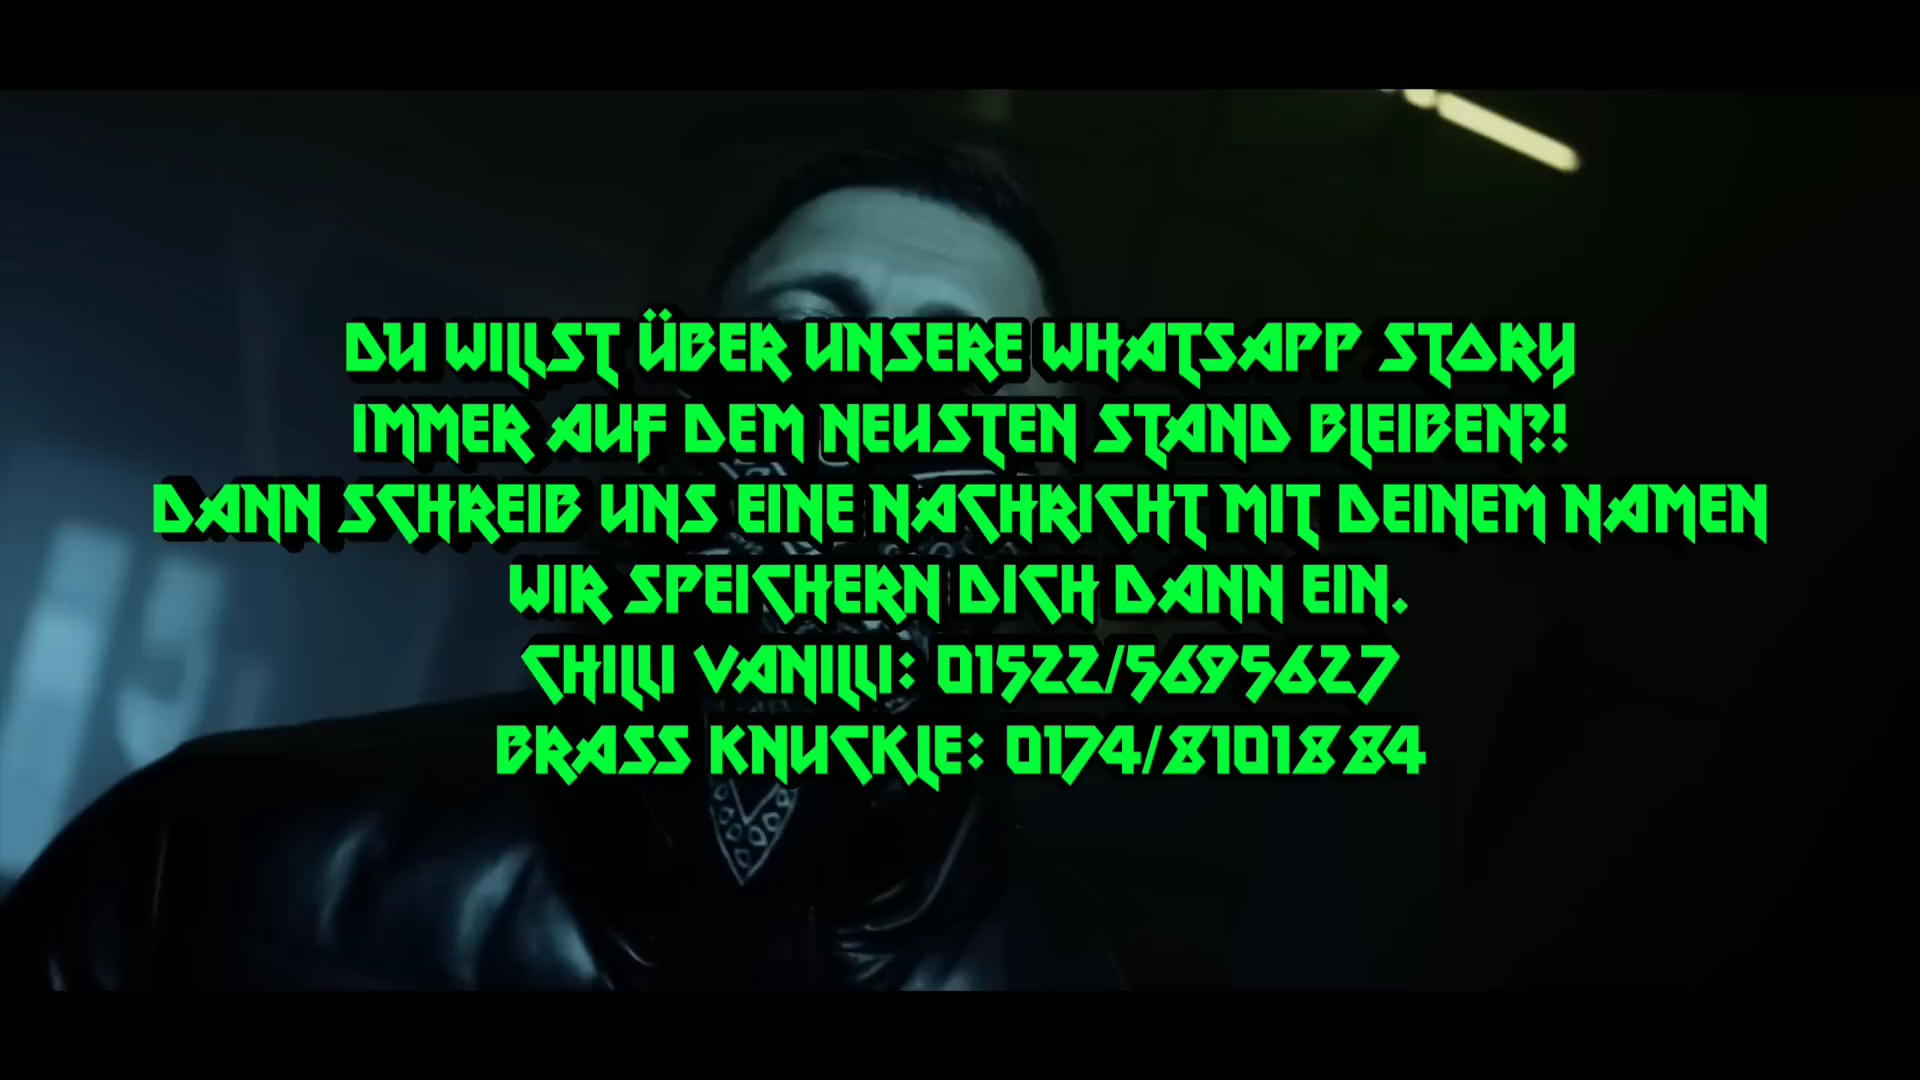 DU WILLST ÜBER UNSERE WHATSAPP STORY
IMMER AUF DEM NEUSTEN STAND BLEIBEN?!
DANN SCHREIB UNS EINE NACHRICHT MIT DEINEM NAMEN
WIR SPEICHERN DICH DANN EIN.
CHILLI VANILLI: 01522/5695627
BRASS KNUCKLE: 0174/8101884